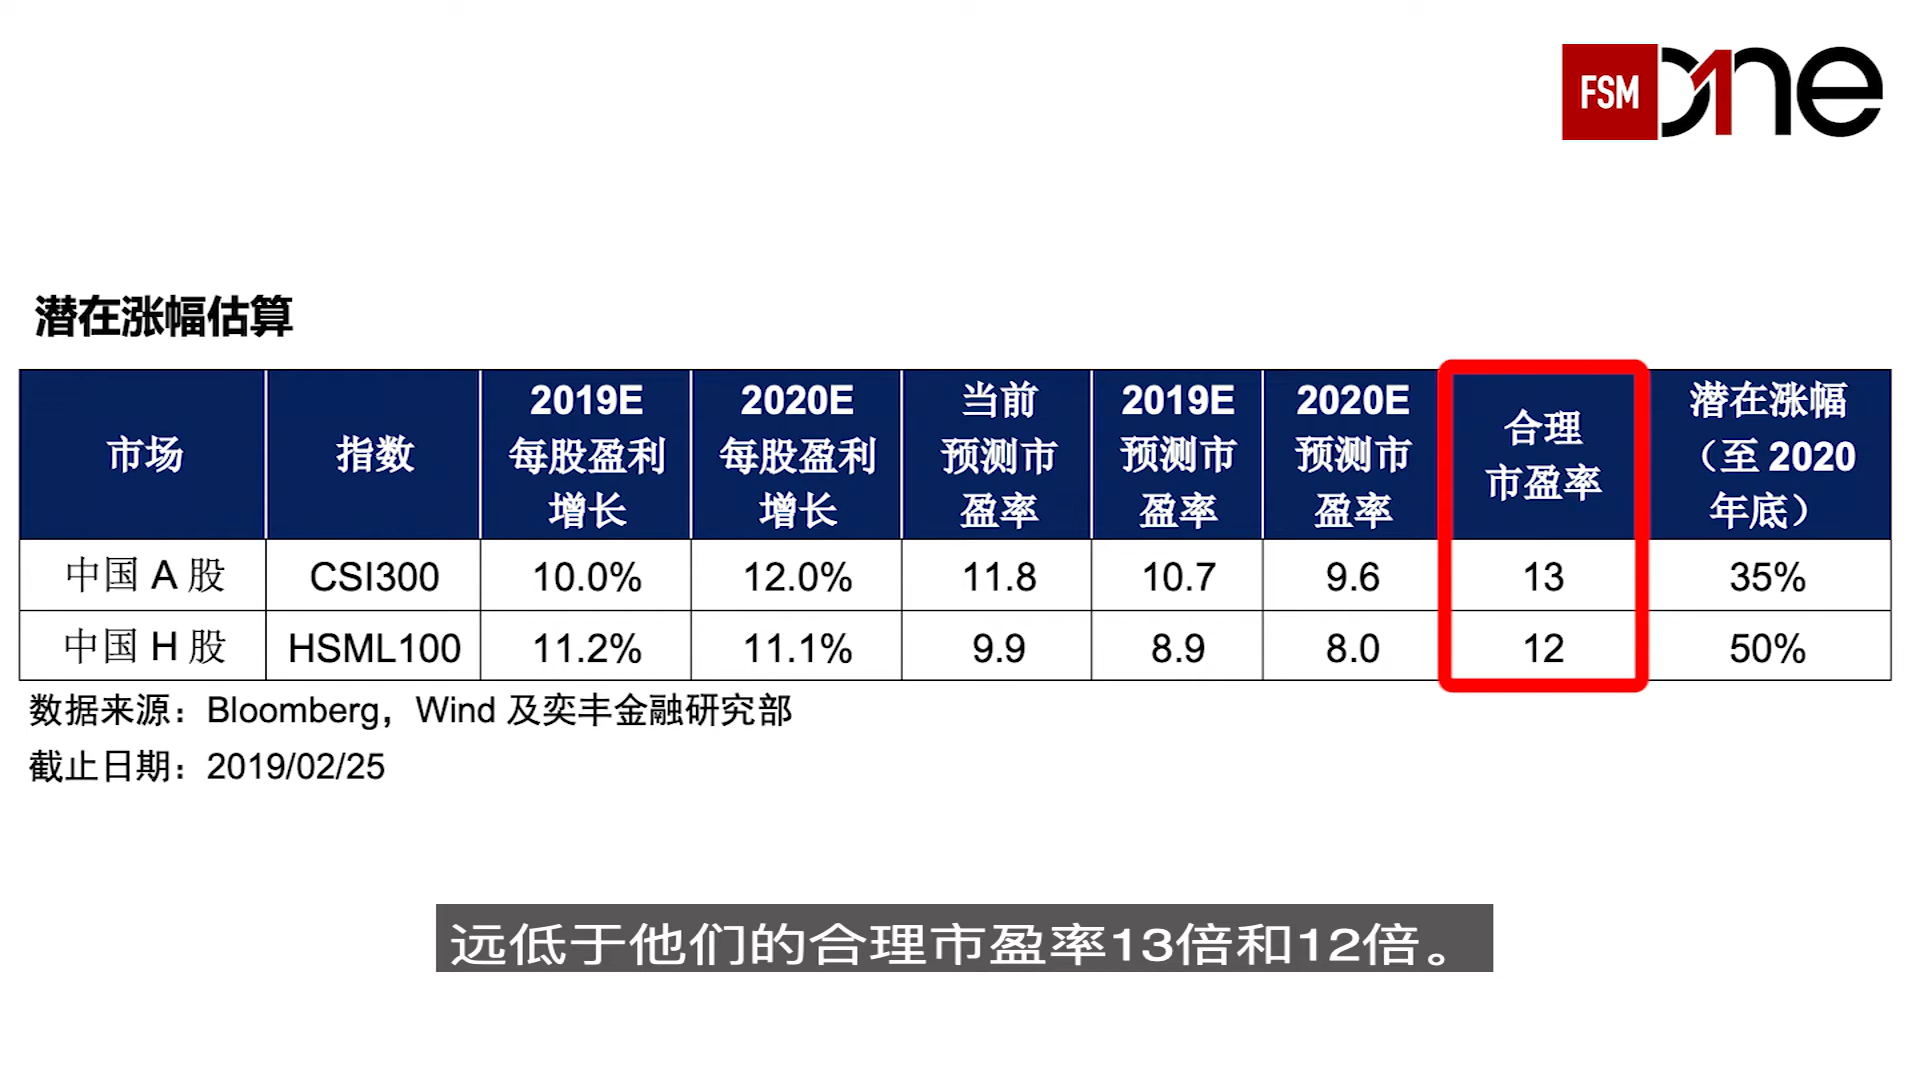 FSM one
潜在涨幅估算
市场 指数 2019E 每股盈利 增长 2020E 每股盈利 增长 当前 预测市 盈率 2019E 预测市 盈率 2020E 预测市 盈率 合理 市盈率 潜在涨幅 （至 2020 年底）
中国 A 股 CSI300 10.0% 12.0% 11.8 10.7 9.6 13 35%
中国 H 股 HSML100 11.2% 11.1% 9.9 8.9 8.0 12 50%
数据来源：Bloomberg，Wind 及奕丰金融研究部
截止日期：2019/02/25
远低于他们的合理市盈率13倍和12倍。